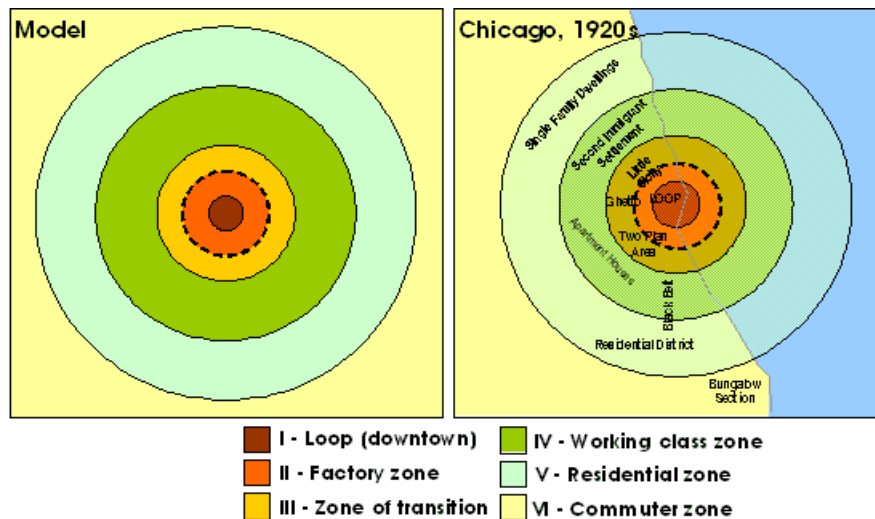 Model
Chicago, 1920s
Single Family Dwellings
Second Immigrant
Settlement
Little
Sicily
Ghetto
LOOP
Two Plan
Area
Apartment Houses
Black Belt
Residential District
Bungabw
Section
I - Loop (downtown)
II - Factory zone
III - Zone of transition
IV - Working class zone
V - Residential zone
VI - Commuter zone